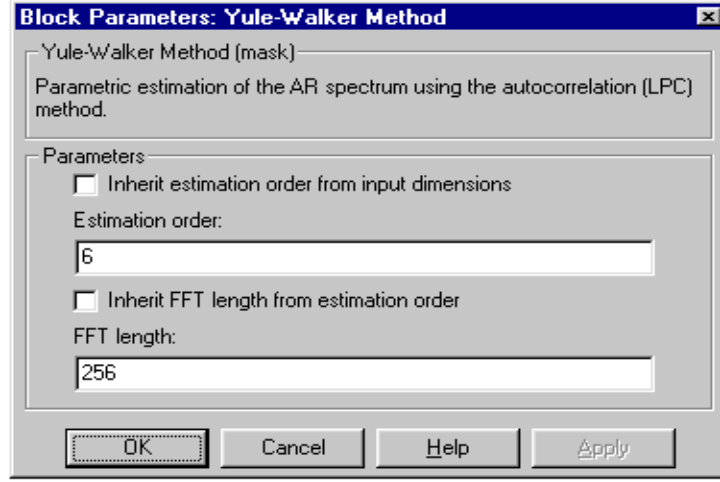 Block Parameters: Yule-Walker Method
Yule-Walker Method (mask)
Parametric estimation of the AR spectrum using the autocorrelation (LPC)
method.
Parameters
Inherit estimation order from input dimensions
Estimation order:
6
Inherit FFT length from estimation order
FFT length:
256
OK Cancel Help Apply